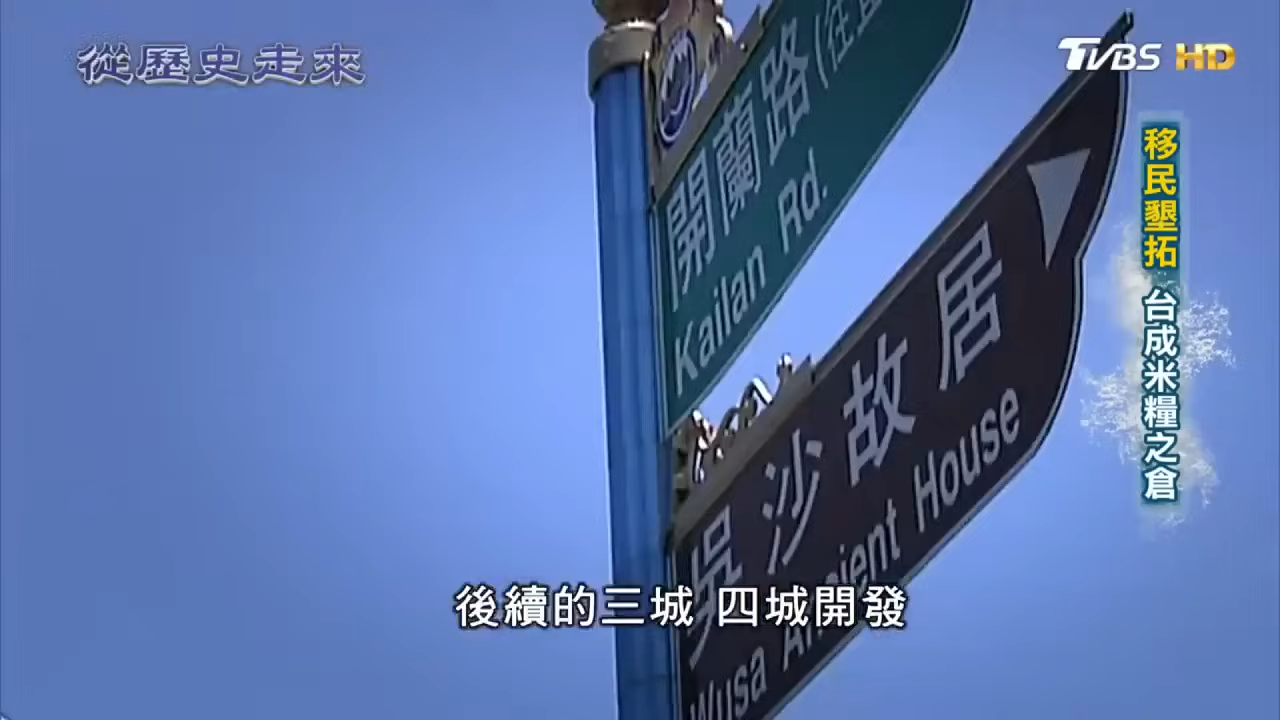 從歷史走來
TVBS HD
移民墾拓 台成米糧之倉
開蘭路(往宜
Kailan Rd.
吳沙故居
Wusa Ancient House
後續的三城 四城開發